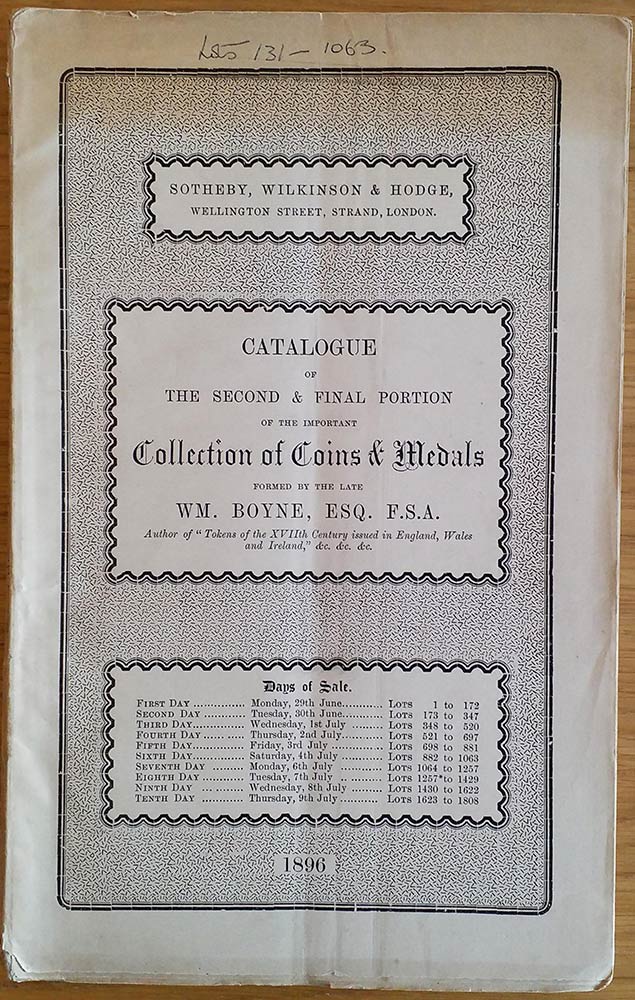 Lots 131 – 1063.
SOTHEBY, WILKINSON & HODGE,
WELLINGTON STREET, STRAND, LONDON.
CATALOGUE
OF
THE SECOND & FINAL PORTION
OF THE IMPORTANT
Collection of Coins & Medals
FORMED BY THE LATE
WM. BOYNE, ESQ. F.S.A.
Author of "Tokens of the XVIIth Century issued in England, Wales
and Ireland," &c. &c. &c.
Days of Sale.
FIRST DAY .............. Monday, 29th June........... LOTS 1 to 172
SECOND DAY ............ Tuesday, 30th June........... LOTS 173 to 347
THIRD DAY.............. Wednesday, 1st July ........ LOTS 348 to 520
FOURTH DAY ........... Thursday, 2nd July........... LOTS 521 to 697
FIFTH DAY.............. Friday, 3rd July ........... LOTS 698 to 881
SIXTH DAY.............. Saturday, 4th July .......... LOTS 882 to 1063
SEVENTH DAY .......... Monday, 6th July ........... LOTS 1064 to 1257
EIGHTH DAY ............ Tuesday, 7th July ........... LOTS 1257*to 1429
NINTH DAY ............ Wednesday, 8th July ........ LOTS 1430 to 1622
TENTH DAY ............ Thursday, 9th July .......... LOTS 1623 to 1808
1896